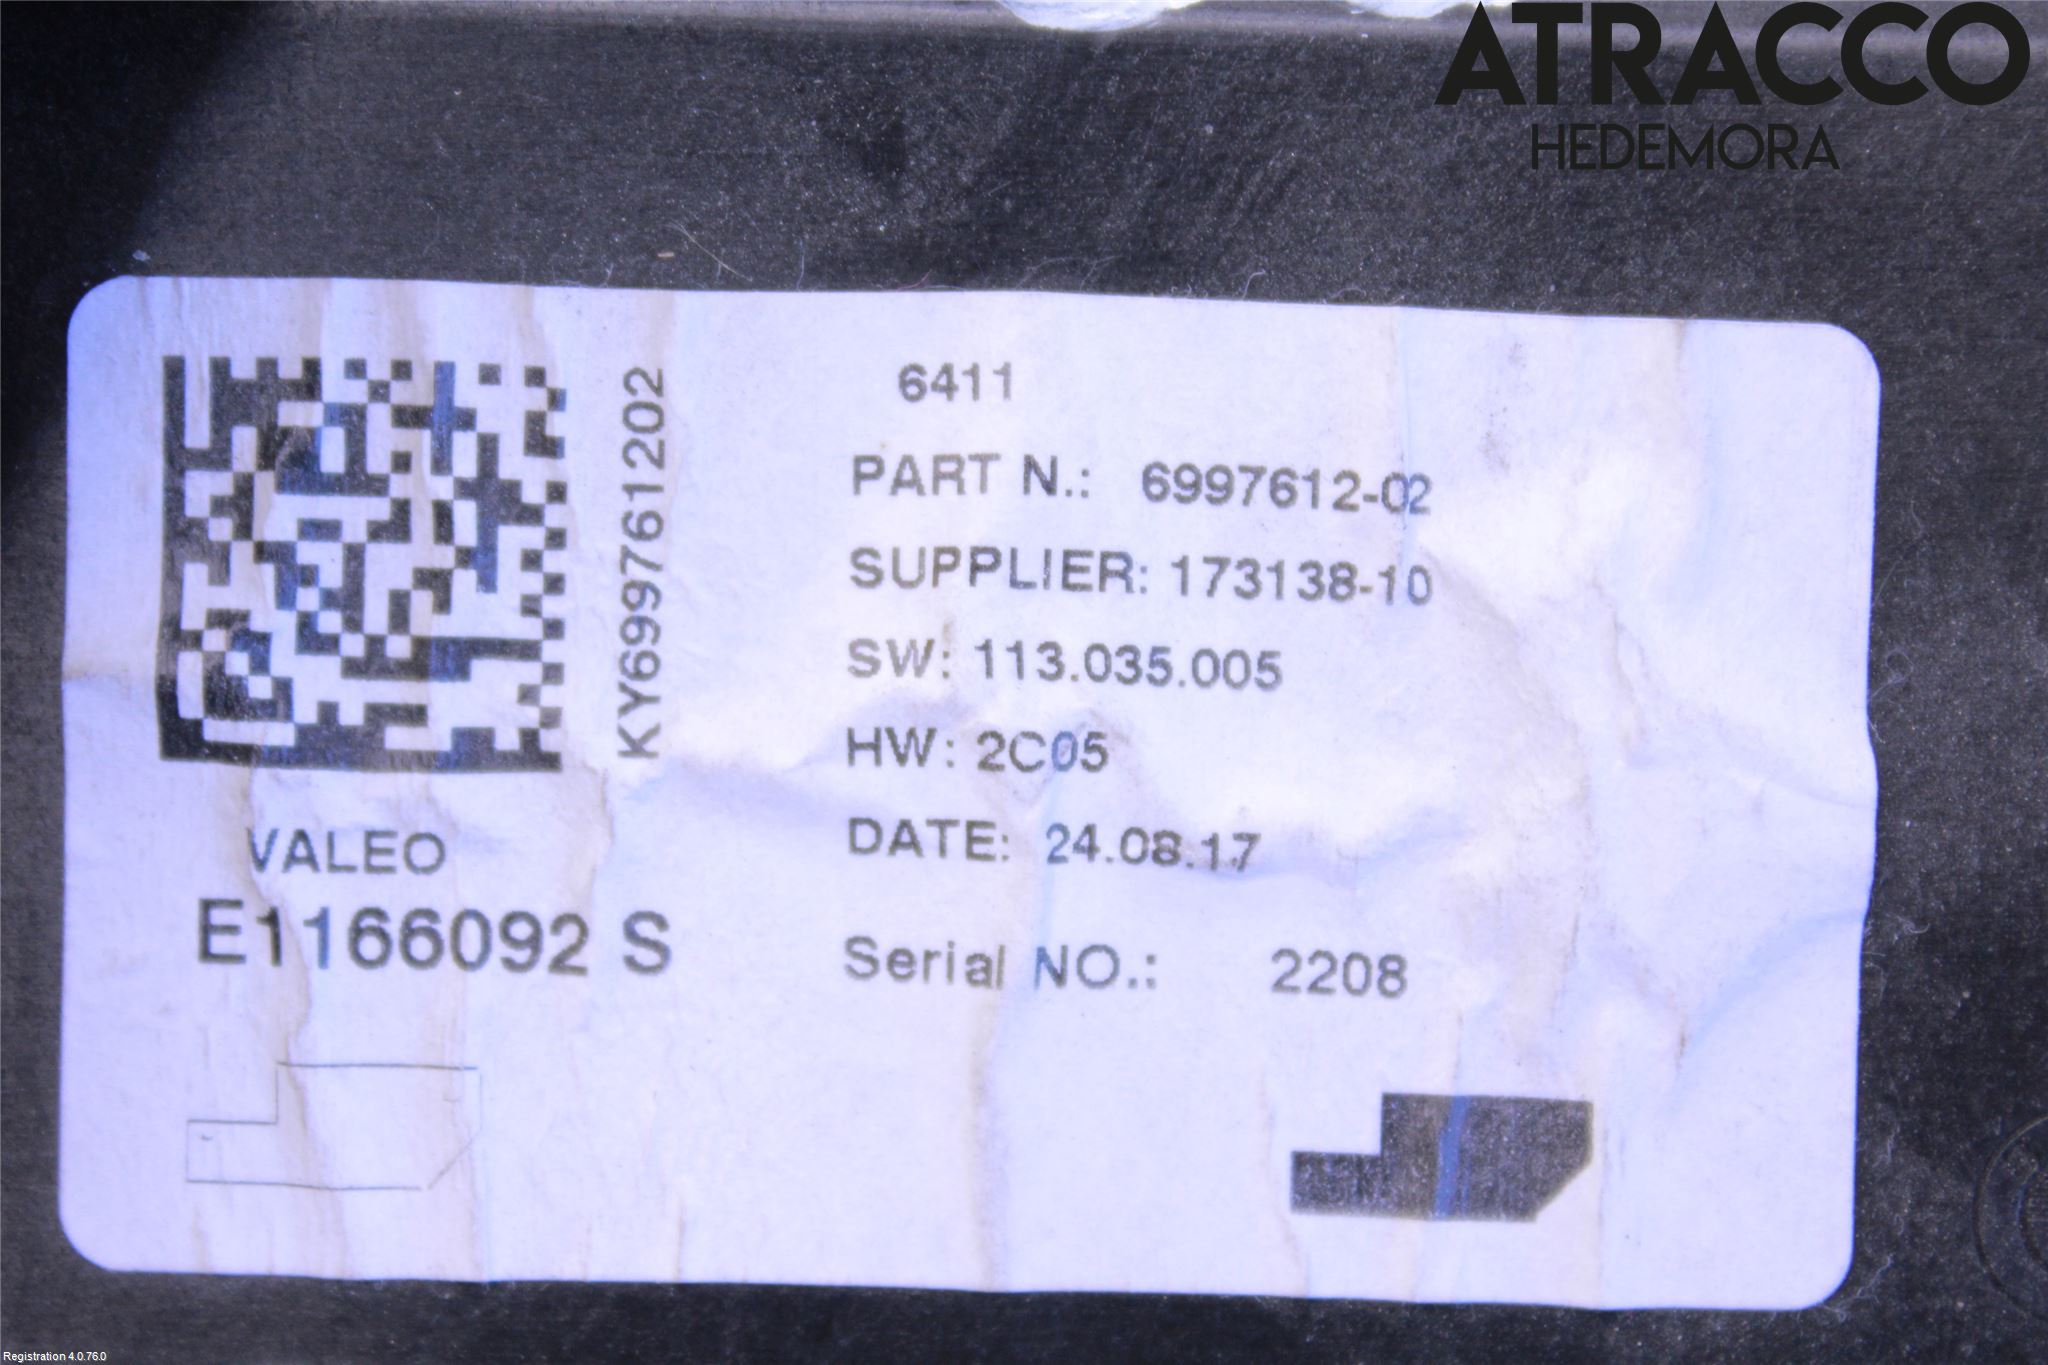 ATRACCO
HEDEMORA
6411
KY699761202
PART N.: 6997612-02
SUPPLIER: 173138-10
SW: 113.035.005
HW: 2C05
DATE: 24.08.17
VALEO
E1166092 S
Serial NO.: 2208
Registration 4.0.76.0